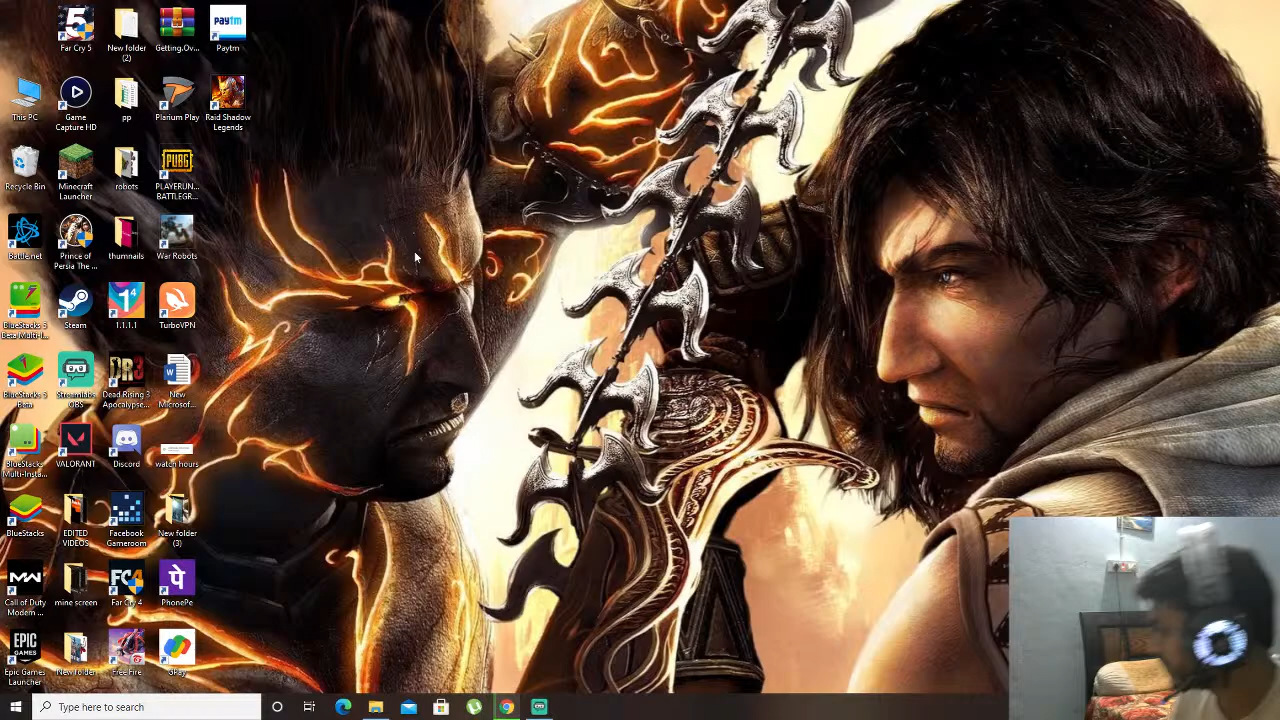 5
Far Cry 5
New folder
(2)
Getting.Ov...
paytm
Paytm
This PC
Game
Capture HD
pp
Plarium Play
Raid Shadow
Legends
Recycle Bin
Minecraft
Launcher
robots
PUBG
PLAYERUN...
BATTLEGR...
Battle.net
Prince of
Persia The ...
thumnails
War Robots
BlueStacks 5
Beta Multi-I...
Steam
1⁴
1.1.1.1
TurboVPN
BlueStacks 5
Beta
Streamlabs
OBS
DR3
Dead Rising 3
Apocalypse...
W
New
Microsof...
BlueStacks
Multi-Insta...
VALORANT
Discord
watch hours
BlueStacks
EDITED
VIDEOS
Facebook
Gameroom
New folder
(3)
MW
Call of Duty
Modern ...
mine screen
FC4
Far Cry 4
पे
PhonePe
EPIC
GAMES
Epic Games
Launcher
New folder
Free Fire
GPay
Type here to search